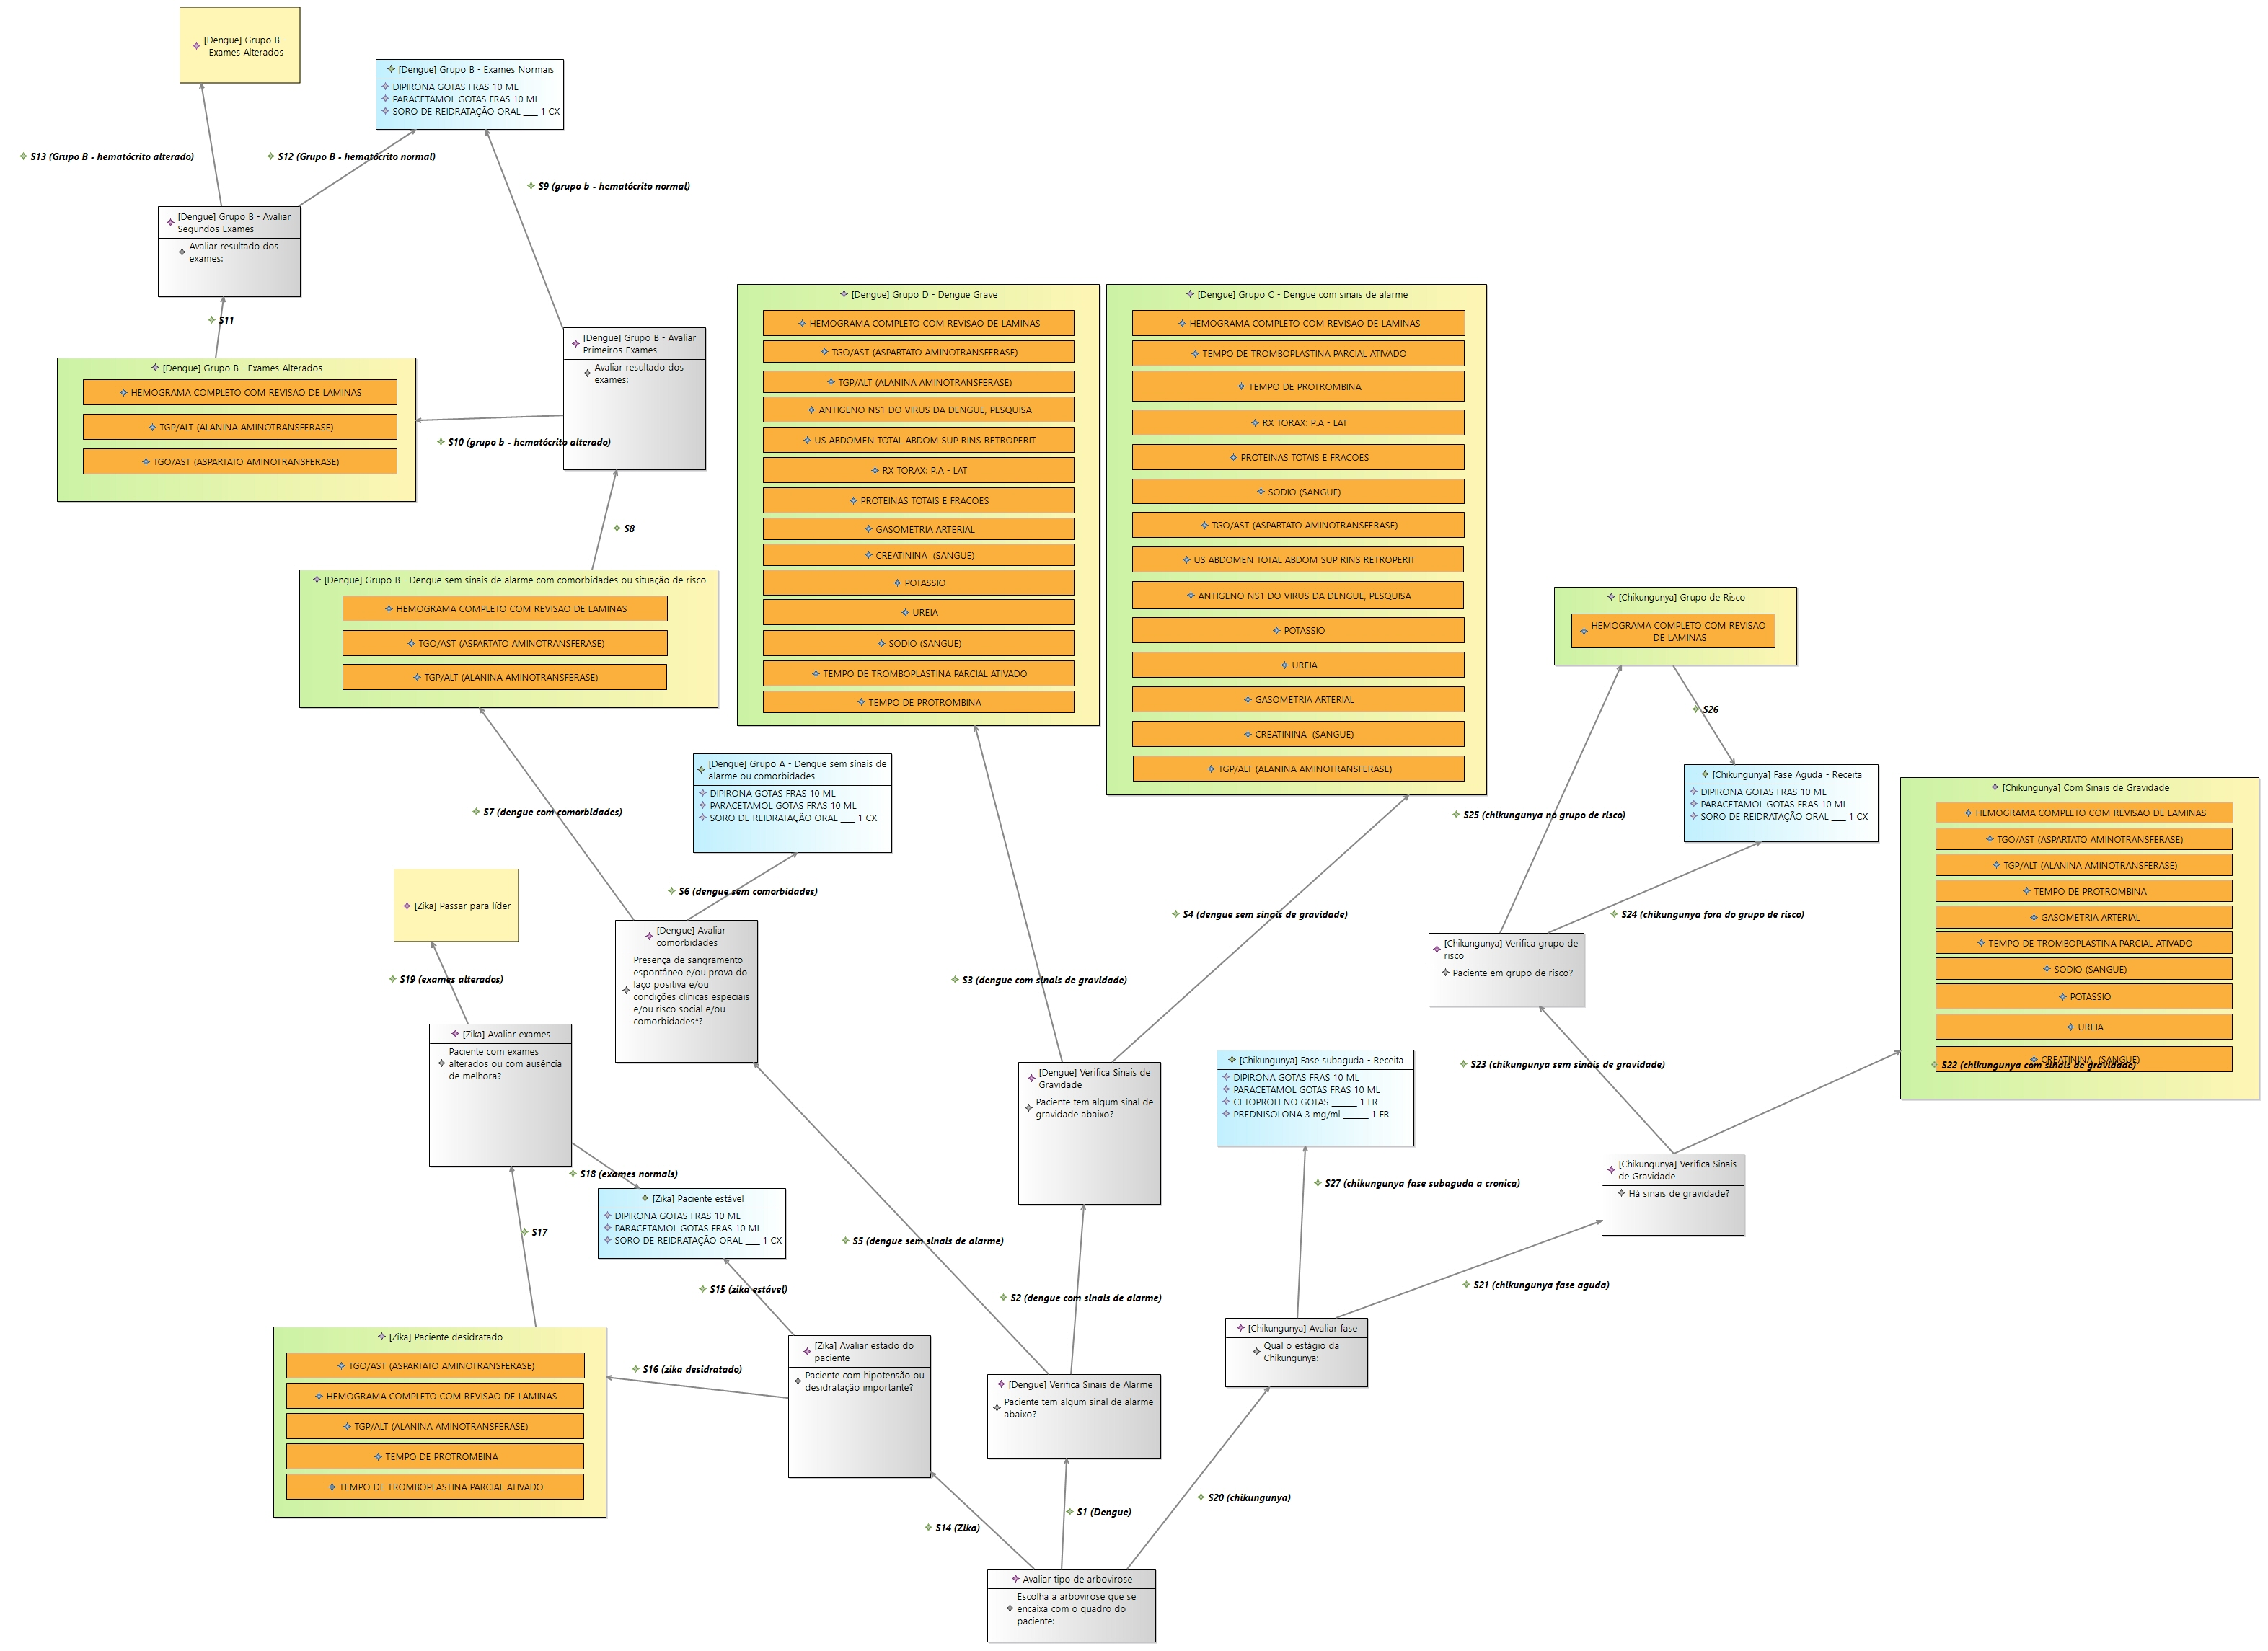 [Dengue] Grupo B -
Exames Alterados
[Dengue] Grupo B - Exames Normais
DIPIRONA GOTAS FRAS 10 ML
PARACETAMOL GOTAS FRAS 10 ML
SORO DE REIDRATAÇÃO ORAL ___ 1 CX
S13 (Grupo B - hematócrito alterado)
S12 (Grupo B - hematócrito normal)
S9 (grupo b - hematócrito normal)
[Dengue] Grupo B - Avaliar
Segundos Exames
Avaliar resultado dos
exames:
S11
[Dengue] Grupo B - Avaliar
Primeiros Exames
Avaliar resultado dos
exames:
[Dengue] Grupo B - Exames Alterados
HEMOGRAMA COMPLETO COM REVISAO DE LAMINAS
TGP/ALT (ALANINA AMINOTRANSFERASE)
TGO/AST (ASPARTATO AMINOTRANSFERASE)
S10 (grupo b - hematócrito alterado)
S8
[Dengue] Grupo B - Dengue sem sinais de alarme com comorbidades ou situação de risco
HEMOGRAMA COMPLETO COM REVISAO DE LAMINAS
TGO/AST (ASPARTATO AMINOTRANSFERASE)
TGP/ALT (ALANINA AMINOTRANSFERASE)
[Dengue] Grupo D - Dengue Grave
HEMOGRAMA COMPLETO COM REVISAO DE LAMINAS
TGO/AST (ASPARTATO AMINOTRANSFERASE)
TGP/ALT (ALANINA AMINOTRANSFERASE)
ANTIGENO NS1 DO VIRUS DA DENGUE, PESQUISA
US ABDOMEN TOTAL ABDOM SUP RINS RETROPERIT
RX TORAX: P.A - LAT
PROTEINAS TOTAIS E FRACOES
GASOMETRIA ARTERIAL
CREATININA  (SANGUE)
POTASSIO
UREIA
SODIO (SANGUE)
TEMPO DE TROMBOPLASTINA PARCIAL ATIVADO
TEMPO DE PROTROMBINA
[Dengue] Grupo C - Dengue com sinais de alarme
HEMOGRAMA COMPLETO COM REVISAO DE LAMINAS
TEMPO DE TROMBOPLASTINA PARCIAL ATIVADO
TEMPO DE PROTROMBINA
RX TORAX: P.A - LAT
PROTEINAS TOTAIS E FRACOES
SODIO (SANGUE)
TGO/AST (ASPARTATO AMINOTRANSFERASE)
US ABDOMEN TOTAL ABDOM SUP RINS RETROPERIT
ANTIGENO NS1 DO VIRUS DA DENGUE, PESQUISA
POTASSIO
UREIA
GASOMETRIA ARTERIAL
CREATININA  (SANGUE)
TGP/ALT (ALANINA AMINOTRANSFERASE)
[Chikungunya] Grupo de Risco
HEMOGRAMA COMPLETO COM REVISAO
DE LAMINAS
S26
[Chikungunya] Fase Aguda - Receita
DIPIRONA GOTAS FRAS 10 ML
PARACETAMOL GOTAS FRAS 10 ML
SORO DE REIDRATAÇÃO ORAL ___ 1 CX
[Chikungunya] Com Sinais de Gravidade
HEMOGRAMA COMPLETO COM REVISAO DE LAMINAS
TGO/AST (ASPARTATO AMINOTRANSFERASE)
TGP/ALT (ALANINA AMINOTRANSFERASE)
TEMPO DE PROTROMBINA
GASOMETRIA ARTERIAL
TEMPO DE TROMBOPLASTINA PARCIAL ATIVADO
SODIO (SANGUE)
POTASSIO
UREIA
CREATININA  (SANGUE)
S22 (chikungunya com sinais de gravidade)
[Dengue] Grupo A - Dengue sem sinais de
alarme ou comorbidades
DIPIRONA GOTAS FRAS 10 ML
PARACETAMOL GOTAS FRAS 10 ML
SORO DE REIDRATAÇÃO ORAL ___ 1 CX
S7 (dengue com comorbidades)
S25 (chikungunya no grupo de risco)
S6 (dengue sem comorbidades)
[Zika] Passar para líder
S4 (dengue sem sinais de gravidade)
S24 (chikungunya fora do grupo de risco)
[Dengue] Avaliar
comorbidades
Presença de sangramento
espontâneo e/ou prova do
laço positiva e/ou
condições clínicas especiais
e/ou risco social e/ou
comorbidades*?
[Chikungunya] Verifica grupo de
risco
Paciente em grupo de risco?
S19 (exames alterados)
S3 (dengue com sinais de gravidade)
[Zika] Avaliar exames
Paciente com exames
alterados ou com ausência
de melhora?
[Dengue] Verifica Sinais de
Gravidade
Paciente tem algum sinal de
gravidade abaixo?
[Chikungunya] Fase subaguda - Receita
DIPIRONA GOTAS FRAS 10 ML
PARACETAMOL GOTAS FRAS 10 ML
CETOPROFENO GOTAS _____ 1 FR
PREDNISOLONA 3 mg/ml _____ 1 FR
S23 (chikungunya sem sinais de gravidade)
[Chikungunya] Verifica Sinais
de Gravidade
Há sinais de gravidade?
S18 (exames normais)
S27 (chikungunya fase subaguda a cronica)
[Zika] Paciente estável
DIPIRONA GOTAS FRAS 10 ML
PARACETAMOL GOTAS FRAS 10 ML
SORO DE REIDRATAÇÃO ORAL ___ 1 CX
S17
S5 (dengue sem sinais de alarme)
S15 (zika estável)
S2 (dengue com sinais de alarme)
S21 (chikungunya fase aguda)
[Zika] Paciente desidratado
TGO/AST (ASPARTATO AMINOTRANSFERASE)
HEMOGRAMA COMPLETO COM REVISAO DE LAMINAS
TGP/ALT (ALANINA AMINOTRANSFERASE)
TEMPO DE PROTROMBINA
TEMPO DE TROMBOPLASTINA PARCIAL ATIVADO
S16 (zika desidratado)
[Zika] Avaliar estado do
paciente
Paciente com hipotensão ou
desidratação importante?
[Dengue] Verifica Sinais de Alarme
Paciente tem algum sinal de alarme
abaixo?
[Chikungunya] Avaliar fase
Qual o estágio da
Chikungunya:
S14 (Zika)
S1 (Dengue)
S20 (chikungunya)
Avaliar tipo de arbovirose
Escolha a arbovirose que se
encaixa com o quadro do
paciente: